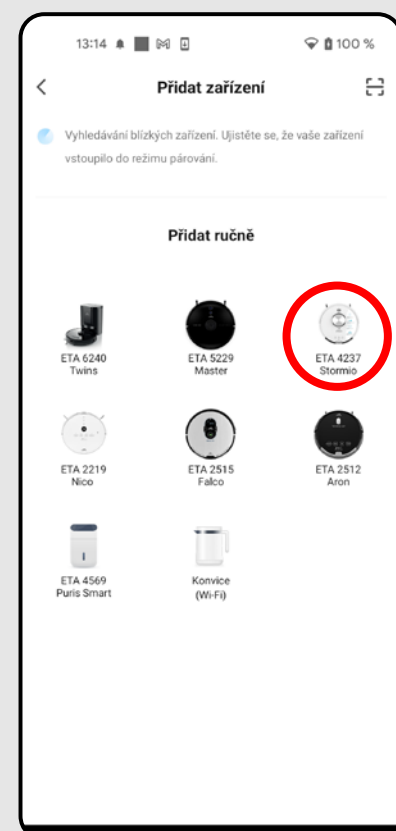 13:14 100 %
Přidat zařízení
Vyhledávání blízkých zařízení. Ujistěte se, že vaše zařízení
vstoupilo do režimu párování.
Přidat ručně
ETA 6240
Twins
ETA 5229
Master
ETA 4237
Stormio
ETA 2219
Nico
ETA 2515
Falco
ETA 2512
Aron
ETA 4569
Puris Smart
Konvice
(Wi-Fi)